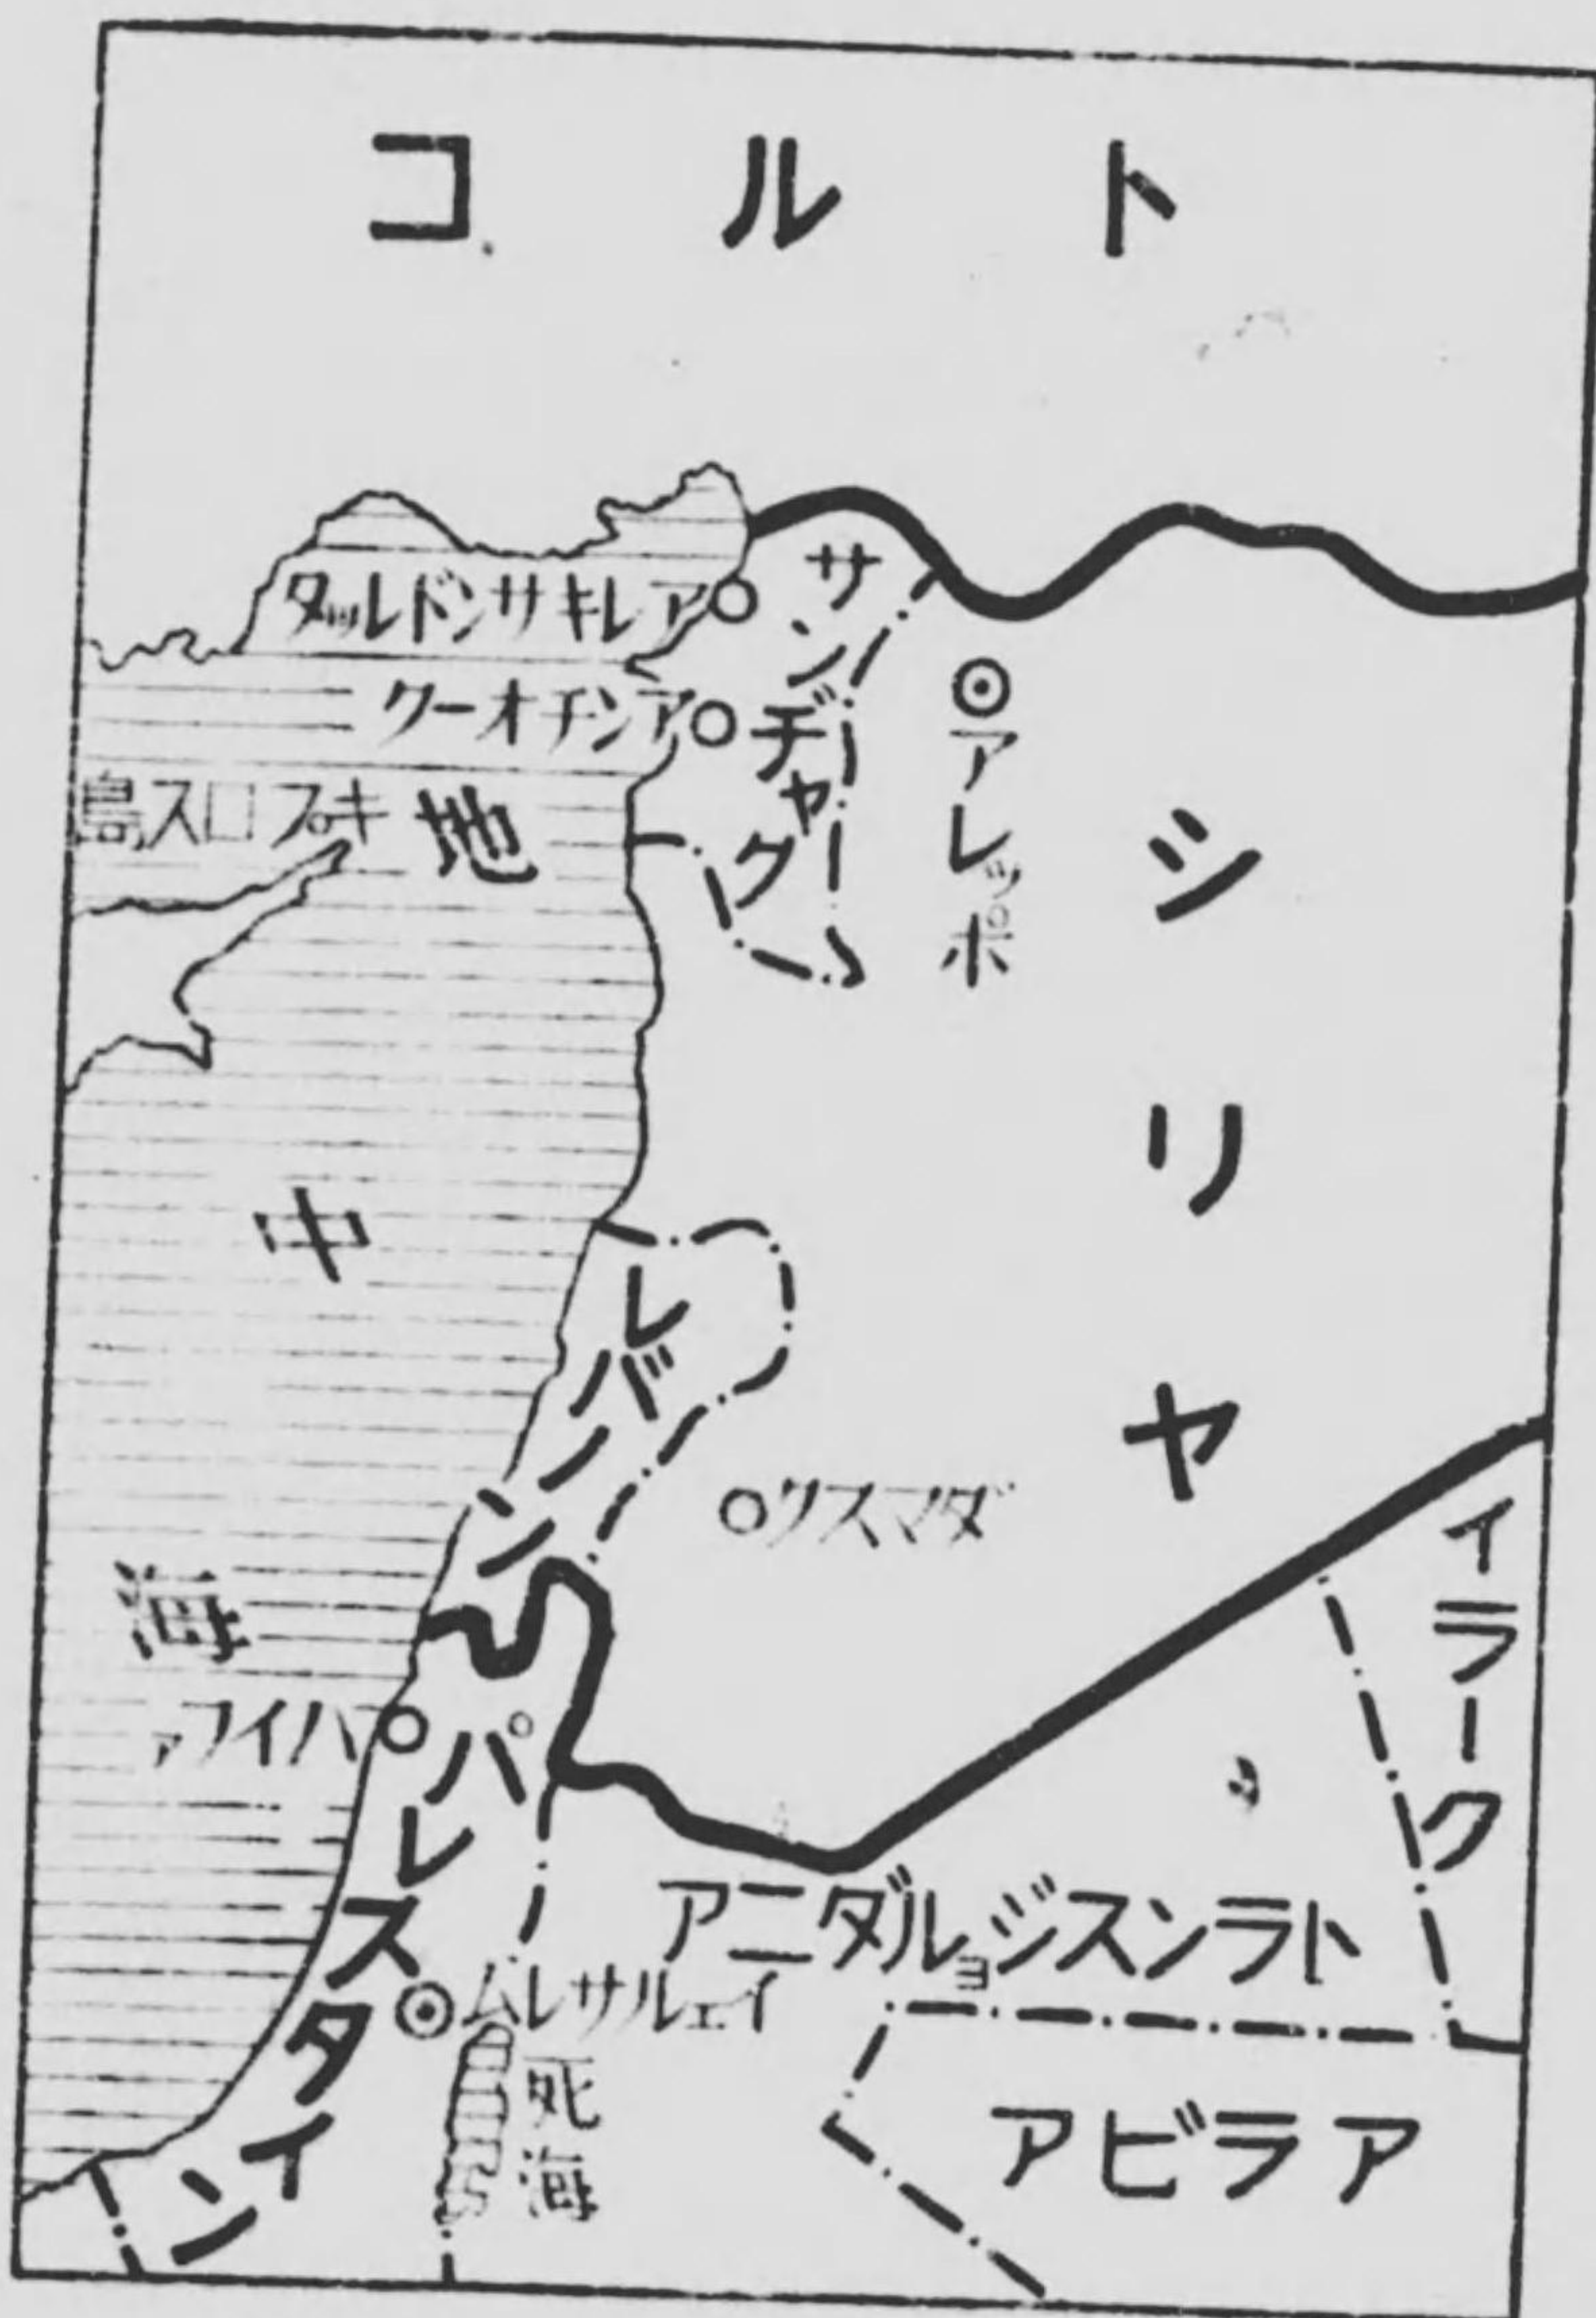 トルコ
アレキサンドレッタ
サンヂャク
アンチオーク
アレッポ
キプロス島
地中海
シリヤ
レバノン
ダマスク
イラーク
ハイファ
パレスタイン
トランスジョルダニア
イェルサレム
死海
アラビア